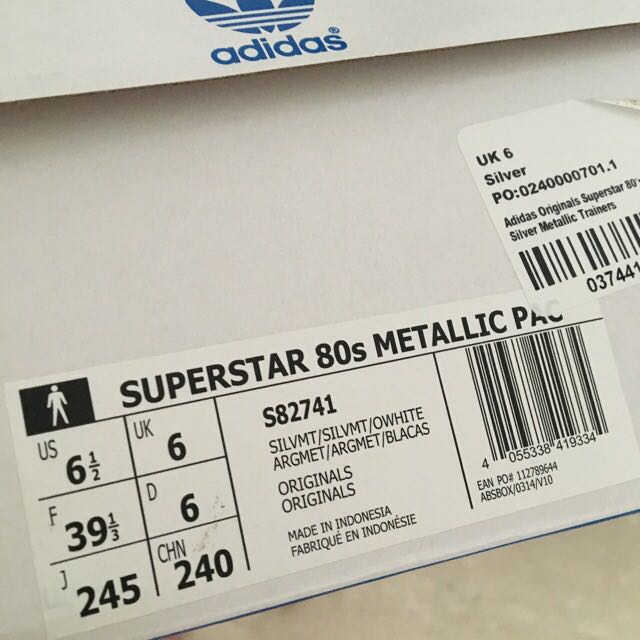 adidas®
UK 6
Silver
PO:0240000701.1
Adidas Originals Superstar 80'
Silver Metallic Trainers
037441
SUPERSTAR 80s METALLIC PAC
US 6½
UK 6
F 39⅓
D 6
J 245
CHN 240
S82741
SILVMT/SILVMT/OWHITE
ARGMET/ARGMET/BLACAS
ORIGINALS
ORIGINALS
MADE IN INDONESIA
FABRIQUÉ EN INDONÉSIE
4 055338 419334
EAN PO# 112789644
ABSBOX/0314/V10